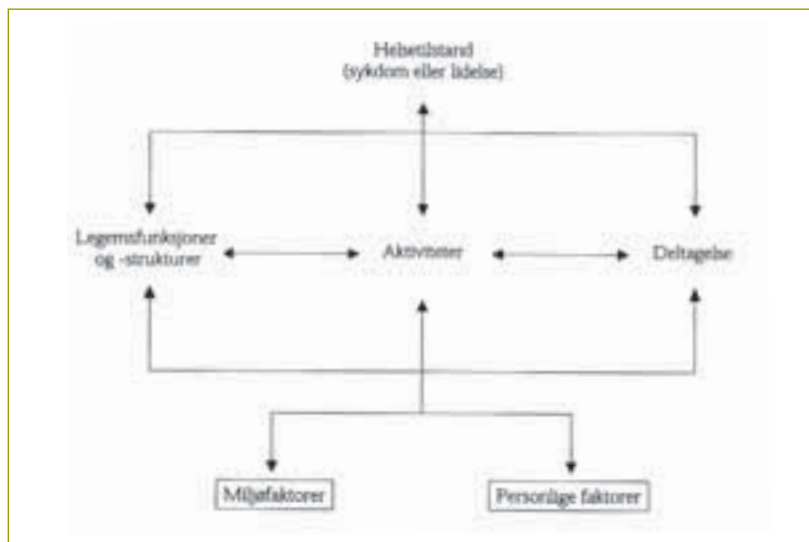 Helsetilstand
(sykdom eller lidelse)
Legemsfunksjoner
og -strukturer
Aktiviteter
Deltagelse
Miljøfaktorer
Personlige faktorer